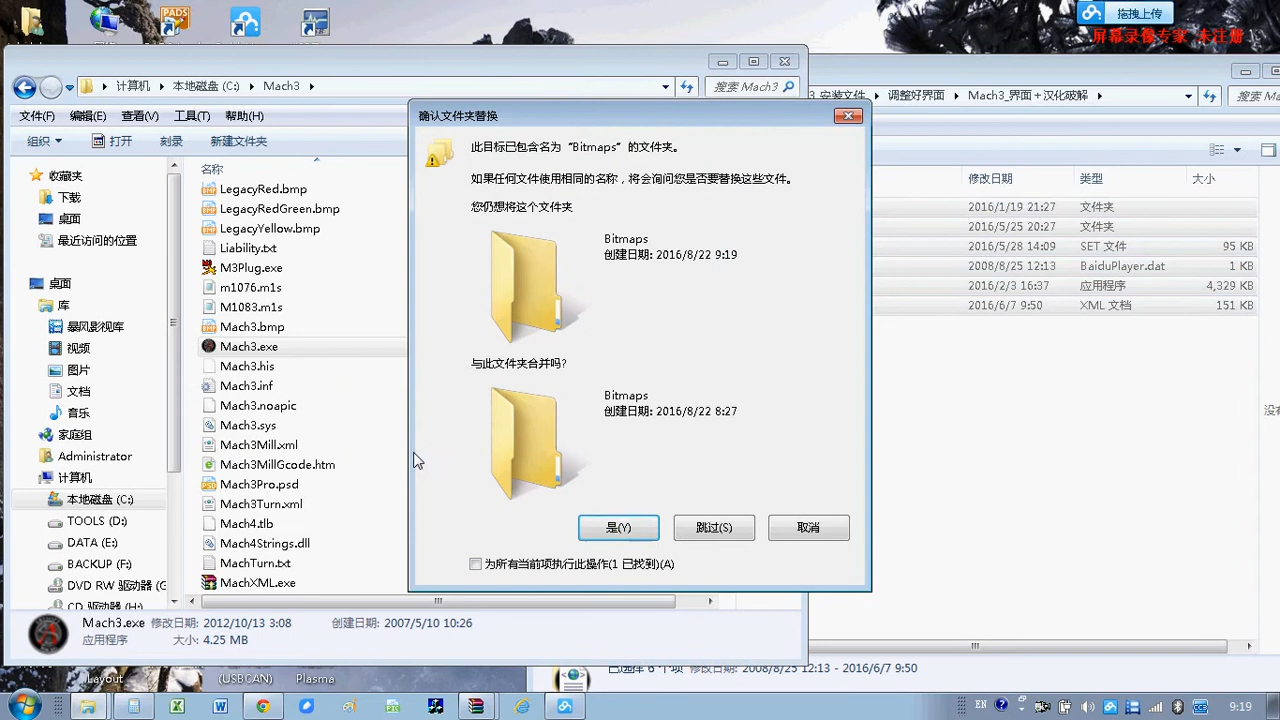 拖拽上传
屏幕录像专家 未注册
计算机
本地磁盘 (C:)
Mach3
搜索 Mach3
安装文件
调整好界面
Mach3_界面＋汉化破解
搜索 Ma
文件(F)
编辑(E)
查看(V)
工具(T)
帮助(H)
组织
打开
刻录
新建文件夹
收藏夹
下载
桌面
最近访问的位置
桌面
库
暴风影视库
视频
图片
文档
音乐
家庭组
Administrator
计算机
本地磁盘 (C:)
TOOLS (D:)
DATA (E:)
BACKUP (F:)
DVD RW 驱动器 (G
CD 驱动器 (H:)
名称
LegacyRed.bmp
LegacyRedGreen.bmp
LegacyYellow.bmp
Liability.txt
M3Plug.exe
m1076.m1s
M1083.m1s
Mach3.bmp
Mach3.exe
Mach3.his
Mach3.inf
Mach3.noapic
Mach3.sys
Mach3Mill.xml
Mach3MillGcode.htm
Mach3Pro.psd
Mach3Turn.xml
Mach4.tlb
Mach4Strings.dll
MachTurn.txt
MachXML.exe
Mach3.exe 修改日期: 2012/10/13 3:08 创建日期: 2007/5/10 10:26
应用程序 大小: 4.25 MB
确认文件夹替换
此目标已包含名为 “Bitmaps” 的文件夹。
如果任何文件使用相同的名称，将会询问您是否要替换这些文件。
您仍想将这个文件夹
Bitmaps
创建日期: 2016/8/22 9:19
与此文件夹合并吗?
Bitmaps
创建日期: 2016/8/22 8:27
是(Y)
跳过(S)
取消
为所有当前项执行此操作(1 已找到)(A)
修改日期 类型 大小
2016/1/19 21:27 文件夹
2016/5/25 20:27 文件夹
2016/5/28 14:09 SET 文件 95 KB
2008/8/25 12:13 BaiduPlayer.dat 1 KB
2016/2/3 16:37 应用程序 4,329 KB
2016/6/7 9:50 XML 文档 151 KB
没有
已选择 6 个项 修改日期: 2008/8/25 12:13 - 2016/6/7 9:50
Layout
(USBCAN)
Plasma
EN
9:19